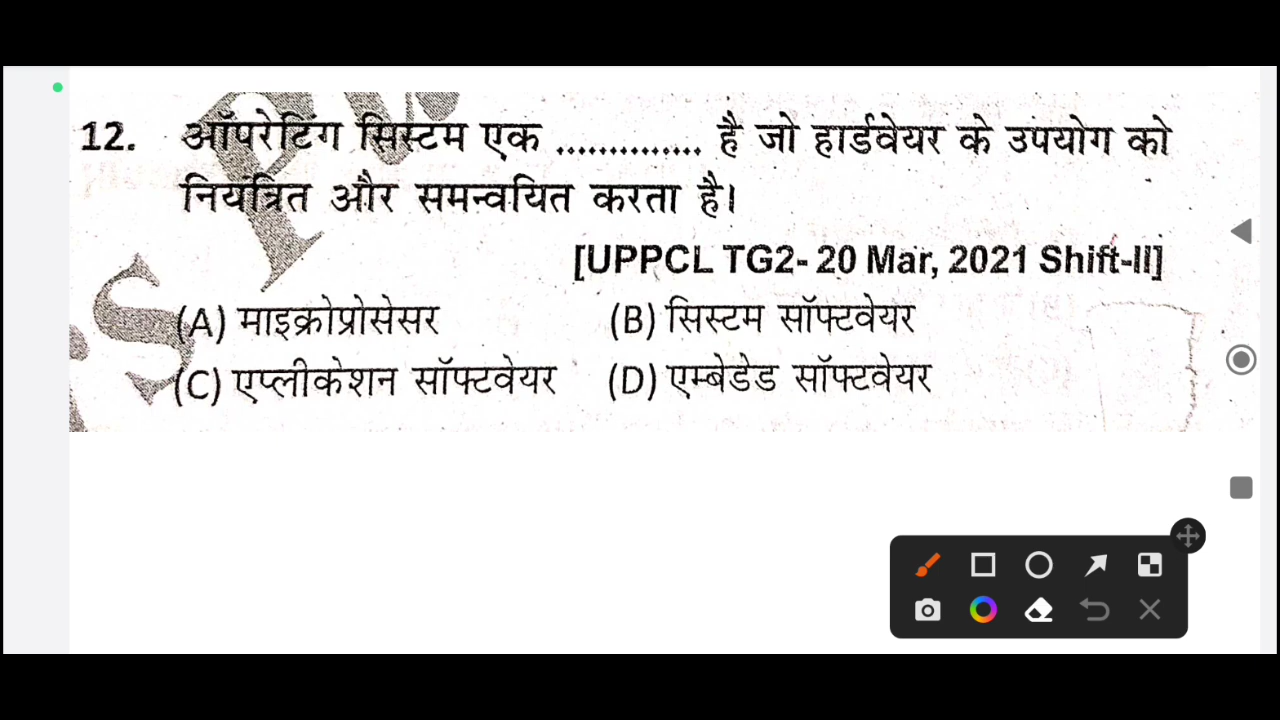 12. ऑपरेटिंग सिस्टम एक .............. है जो हार्डवेयर के उपयोग को
नियंत्रित और समन्वयित करता है।
[UPPCL TG2- 20 Mar, 2021 Shift-II]
(A) माइक्रोप्रोसेसर (B) सिस्टम सॉफ्टवेयर
(C) एप्लीकेशन सॉफ्टवेयर (D) एम्बेडेड सॉफ्टवेयर